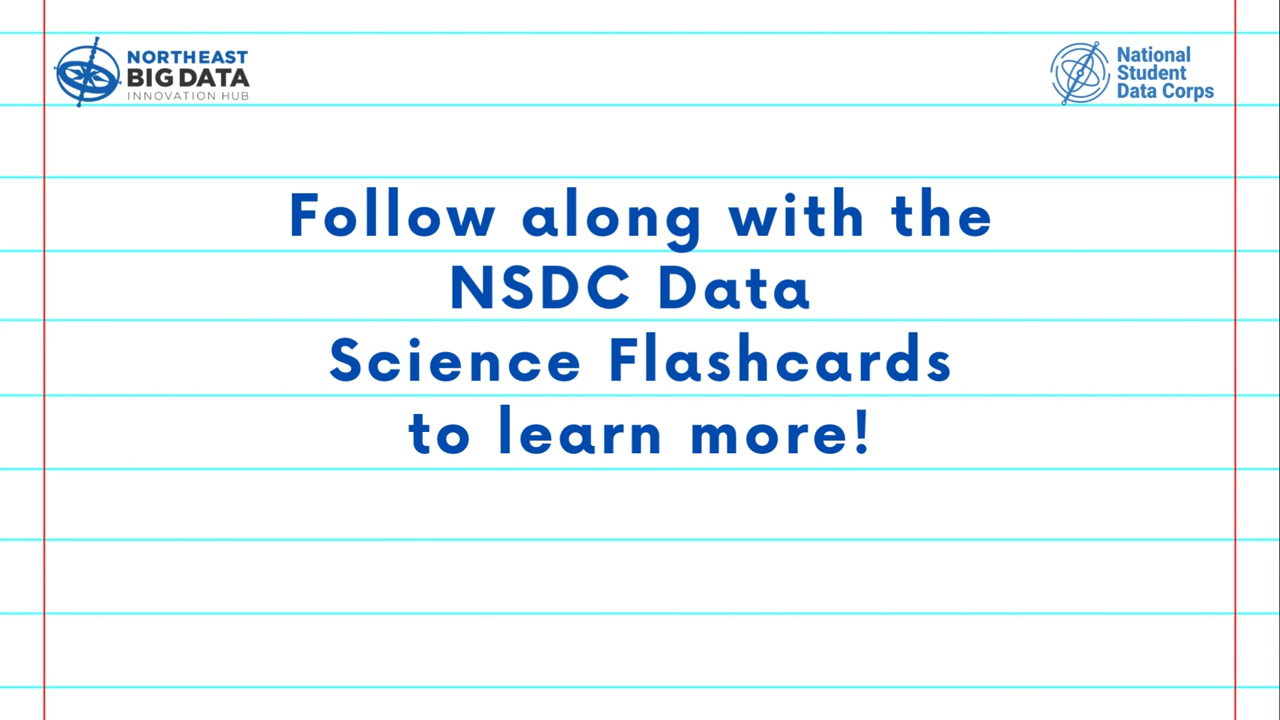 NORTHEAST
BIG DATA
INNOVATION HUB
National
Student
Data Corps
Follow along with the
NSDC Data
Science Flashcards
to learn more!